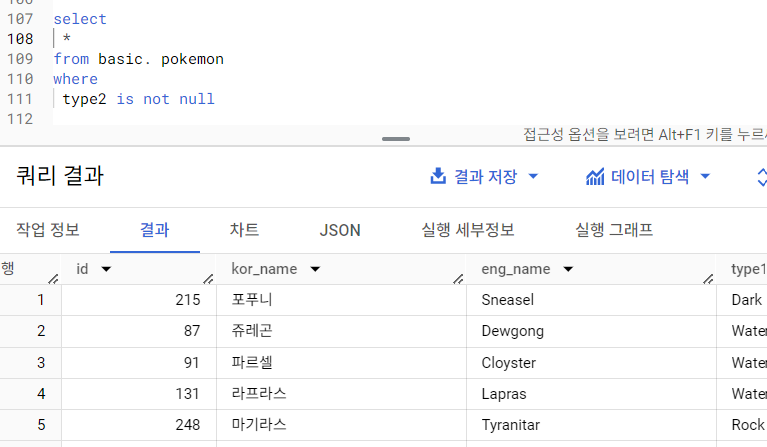 106
107 select
108 *
109 from basic. pokemon
110 where
111 type2 is not null
112
접근성 옵션을 보려면 Alt+F1 키를 누르
쿼리 결과 결과 저장 데이터 탐색
작업 정보 결과 차트 JSON 실행 세부정보 실행 그래프
행 id kor_name eng_name type1
1 215 포푸니 Sneasel Dark
2 87 쥬레곤 Dewgong Water
3 91 파르셀 Cloyster Water
4 131 라프라스 Lapras Water
5 248 마기라스 Tyranitar Rock